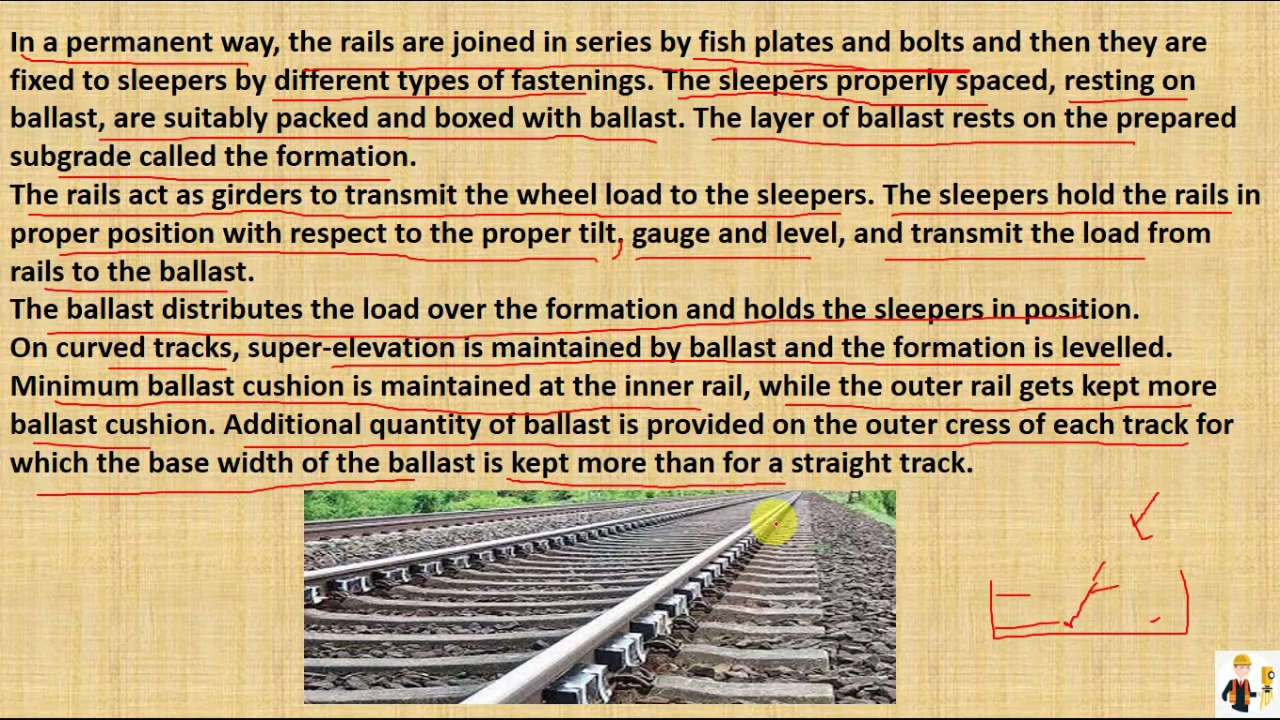 In a permanent way, the rails are joined in series by fish plates and bolts and then they are
fixed to sleepers by different types of fastenings. The sleepers properly spaced, resting on
ballast, are suitably packed and boxed with ballast. The layer of ballast rests on the prepared
subgrade called the formation.
The rails act as girders to transmit the wheel load to the sleepers. The sleepers hold the rails in
proper position with respect to the proper tilt, gauge and level, and transmit the load from
rails to the ballast.
The ballast distributes the load over the formation and holds the sleepers in position.
On curved tracks, super-elevation is maintained by ballast and the formation is levelled.
Minimum ballast cushion is maintained at the inner rail, while the outer rail gets kept more
ballast cushion. Additional quantity of ballast is provided on the outer cress of each track for
which the base width of the ballast is kept more than for a straight track.